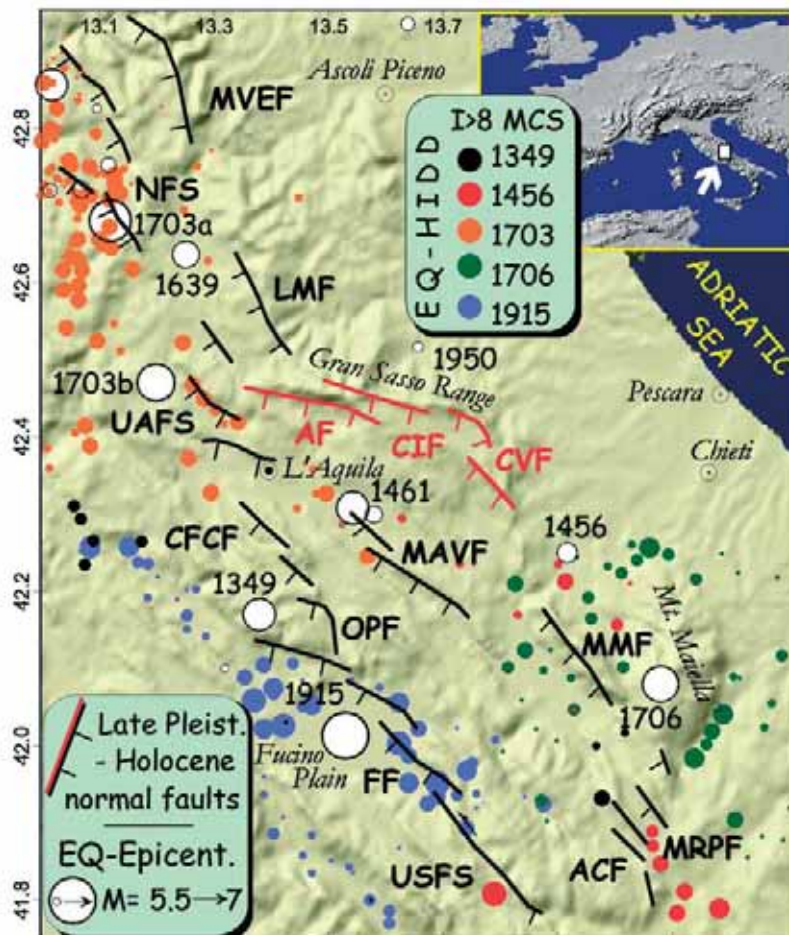 13.1 13.3 13.5 13.7
Ascoli Piceno
MVEF
42.8
I>8 MCS
EQ-HIDD
1349
1456
1703
1706
1915
NFS
1703a
1639
42.6
LMF
ADRIATIC
SEA
1950
Gran Sasso Range
1703b
Pescara
UAFS
AF
CIF
CVF
42.4
Chieti
L'Aquila
1461
CFCF
1456
MAVF
42.2
1349
OPF
MMF
Mt. Maiella
1706
1915
42.0
Fucino
Plain
FF
Late Pleist.
- Holocene
normal faults
EQ-Epicent.
M= 5.5→7
USFS
ACF
MRPF
41.8